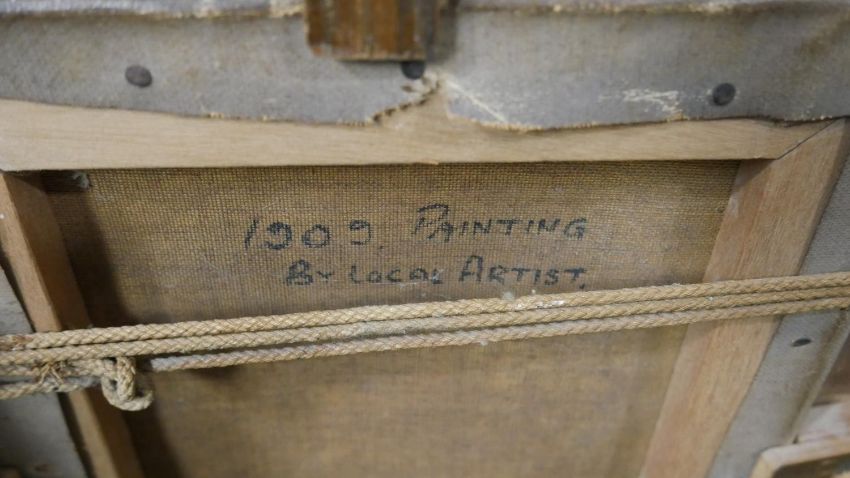 1909. PAINTING
BY LOCAL ARTIST.